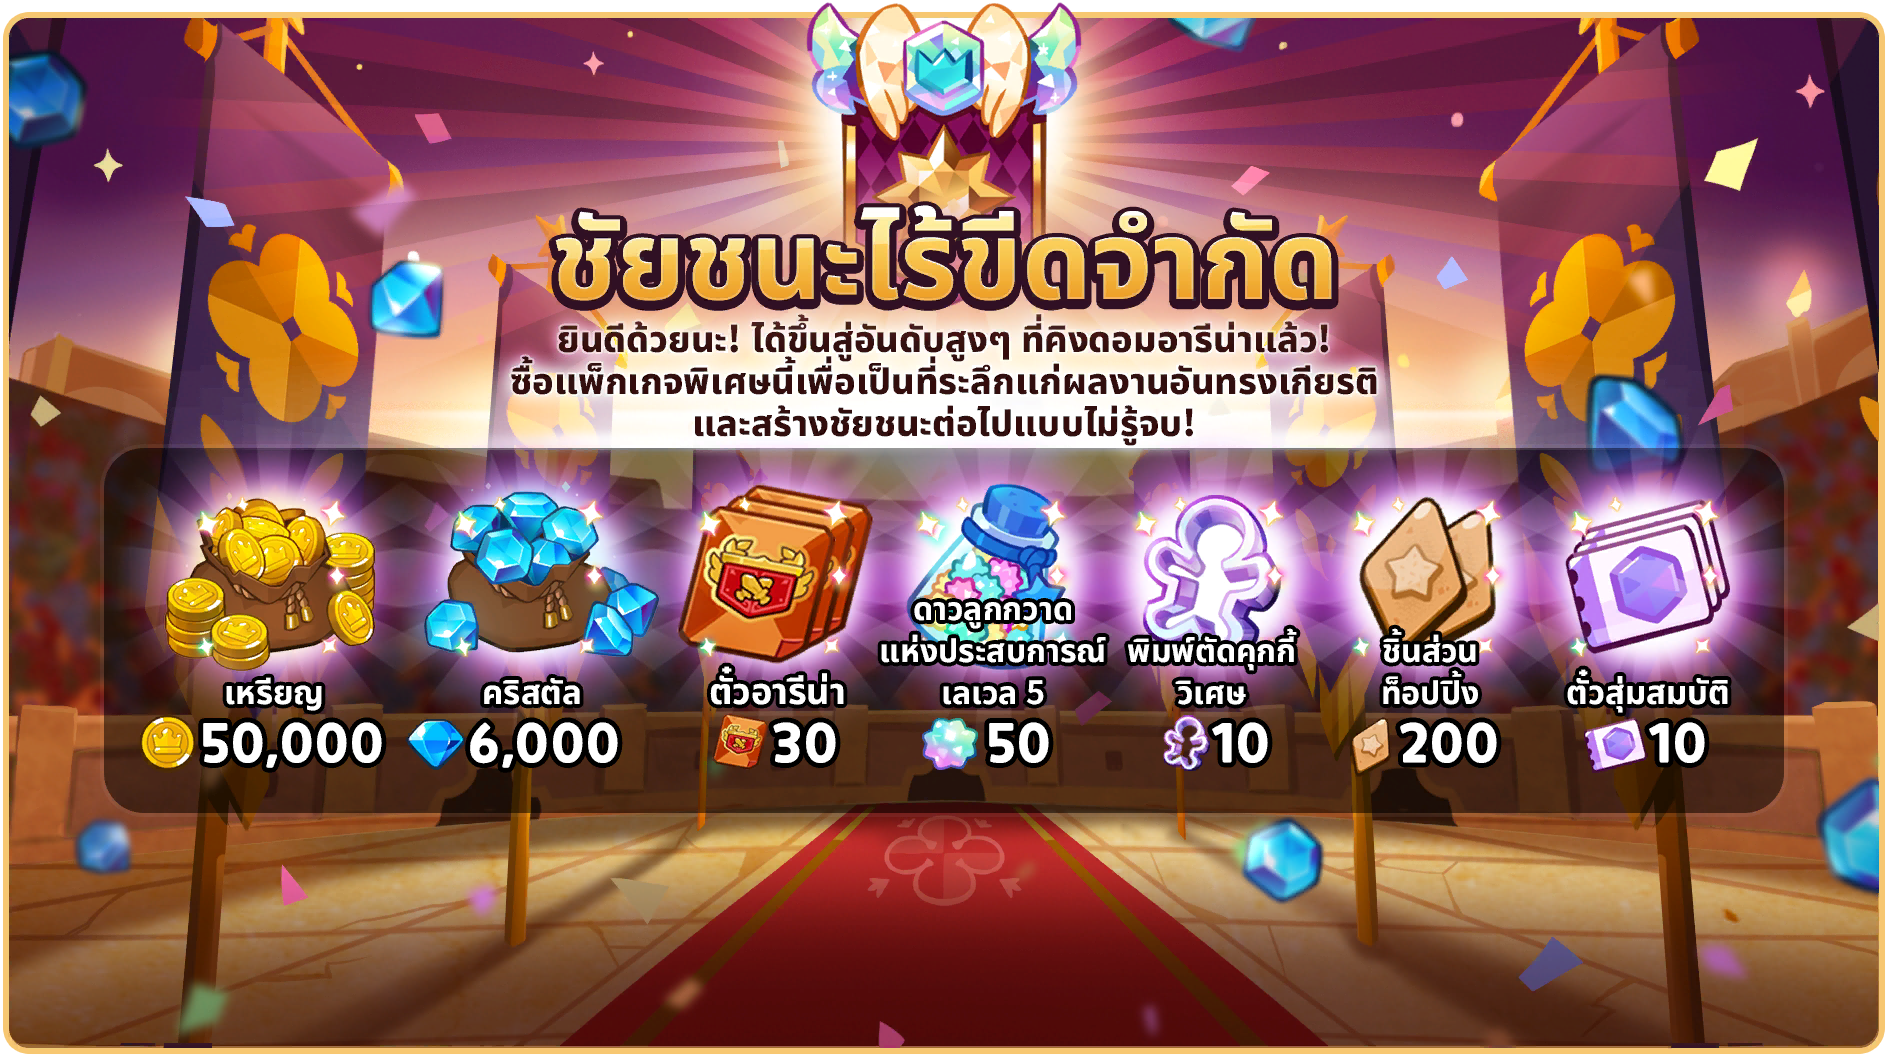 ชัยชนะไร้ขีดจำกัด
ยินดีด้วยนะ! ได้ขึ้นสู่อันดับสูงๆ ที่คิงดอมอารีน่าแล้ว!
ซื้อแพ็กเกจพิเศษนี้เพื่อเป็นที่ระลึกแก่ผลงานอันทรงเกียรติ
และสร้างชัยชนะต่อไปแบบไม่รู้จบ!
เหรียญ
50,000
คริสตัล
6,000
ตั๋วอารีน่า
30
ดาวลูกกวาด
แห่งประสบการณ์
เลเวล 5
50
พิมพ์ตัดคุกกี้
วิเศษ
10
ชิ้นส่วน
ท็อปปิ้ง
200
ตั๋วสุ่มสมบัติ
10